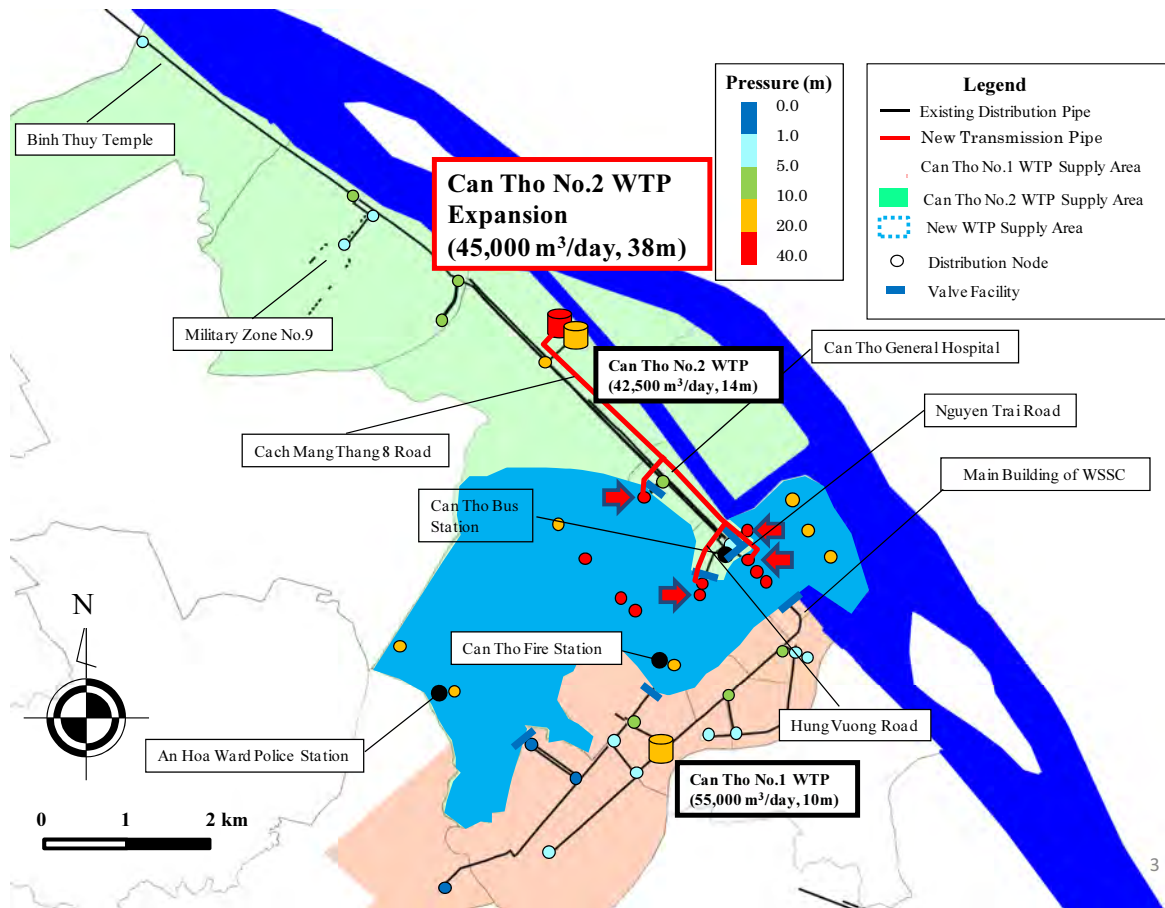 Pressure (m)
0.0
1.0
5.0
10.0
20.0
40.0
Legend
Existing Distribution Pipe
New Transmission Pipe
Can Tho No.1 WTP Supply Area
Can Tho No.2 WTP Supply Area
New WTP Supply Area
Distribution Node
Valve Facility
Binh Thuy Temple
Can Tho No.2 WTP
Expansion
(45,000 m³/day, 38m)
Military Zone No.9
Can Tho General Hospital
Can Tho No.2 WTP
(42,500 m³/day, 14m)
Nguyen Trai Road
Cach Mang Thang 8 Road
Main Building of WSSC
Can Tho Bus
Station
N
Can Tho Fire Station
Hung Vuong Road
An Hoa Ward Police Station
Can Tho No.1 WTP
(55,000 m³/day, 10m)
0 1 2 km
3